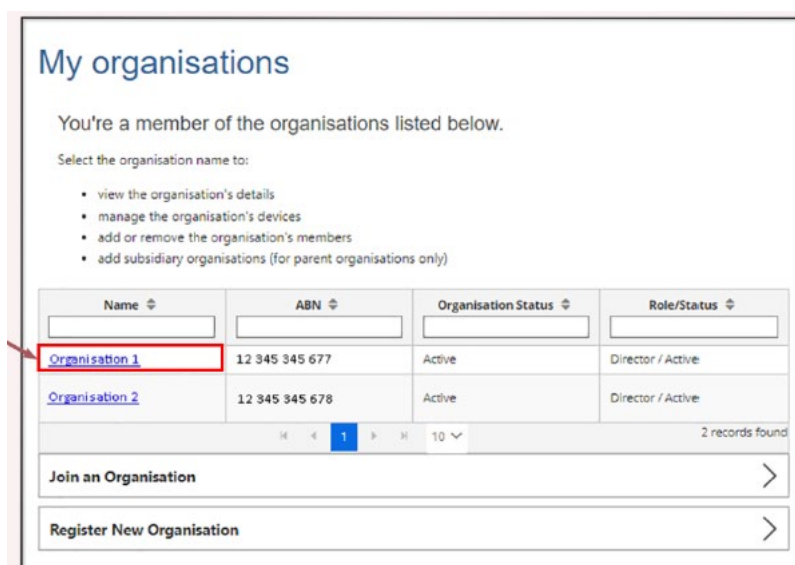 My organisations
You're a member of the organisations listed below.
Select the organisation name to:
• view the organisation's details
• manage the organisation's devices
• add or remove the organisation's members
• add subsidiary organisations (for parent organisations only)
Name ABN Organisation Status Role/Status
Organisation 1 12 345 345 677 Active Director / Active
Organisation 2 12 345 345 678 Active Director / Active
1 10 2 records found
Join an Organisation
Register New Organisation